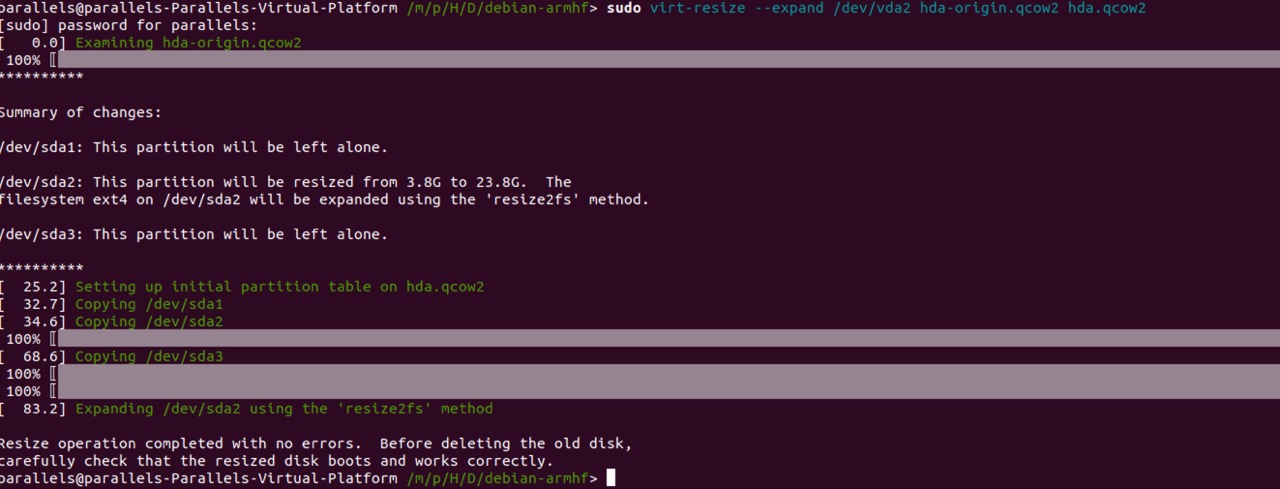 parallels@parallels-Parallels-Virtual-Platform /m/p/H/D/debian-armhf> sudo virt-resize --expand /dev/vda2 hda-origin.qcow2 hda.qcow2
[sudo] password for parallels:
[   0.0] Examining hda-origin.qcow2
100% [
**********
Summary of changes:
/dev/sda1: This partition will be left alone.
/dev/sda2: This partition will be resized from 3.8G to 23.8G.  The
filesystem ext4 on /dev/sda2 will be expanded using the 'resize2fs' method.
/dev/sda3: This partition will be left alone.
**********
[  25.2] Setting up initial partition table on hda.qcow2
[  32.7] Copying /dev/sda1
[  34.6] Copying /dev/sda2
100% [
[  68.6] Copying /dev/sda3
100% [
100% [
[  83.2] Expanding /dev/sda2 using the 'resize2fs' method
Resize operation completed with no errors.  Before deleting the old disk,
carefully check that the resized disk boots and works correctly.
parallels@parallels-Parallels-Virtual-Platform /m/p/H/D/debian-armhf>